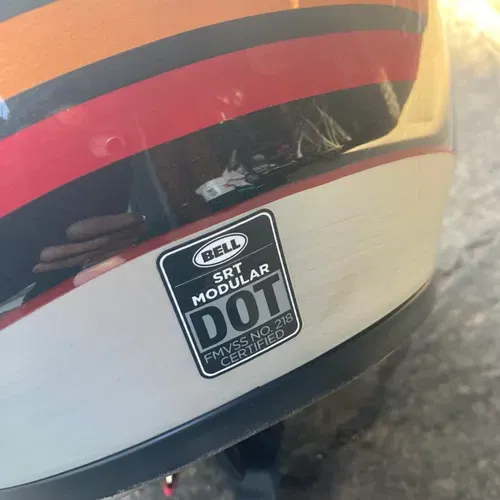 BELL
SRT
MODULAR
DOT
FMVSS NO. 218
CERTIFIED